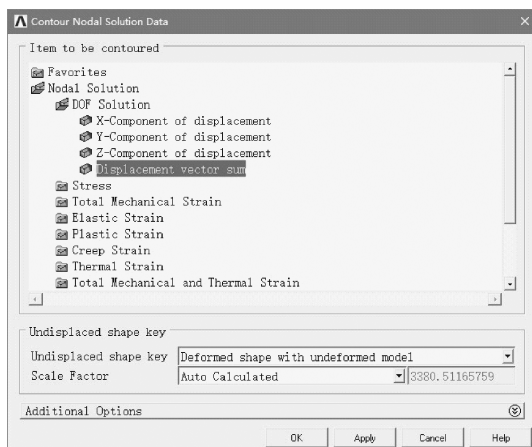 Contour Nodal Solution Data
Item to be contoured
Favorites
Nodal Solution
DOF Solution
X-Component of displacement
Y-Component of displacement
Z-Component of displacement
Displacement vector sum
Stress
Total Mechanical Strain
Elastic Strain
Plastic Strain
Creep Strain
Thermal Strain
Total Mechanical and Thermal Strain
Undisplaced shape key
Undisplaced shape key Deformed shape with undeformed model
Scale Factor Auto Calculated 3380.51165759
Additional Options
OK Apply Cancel Help